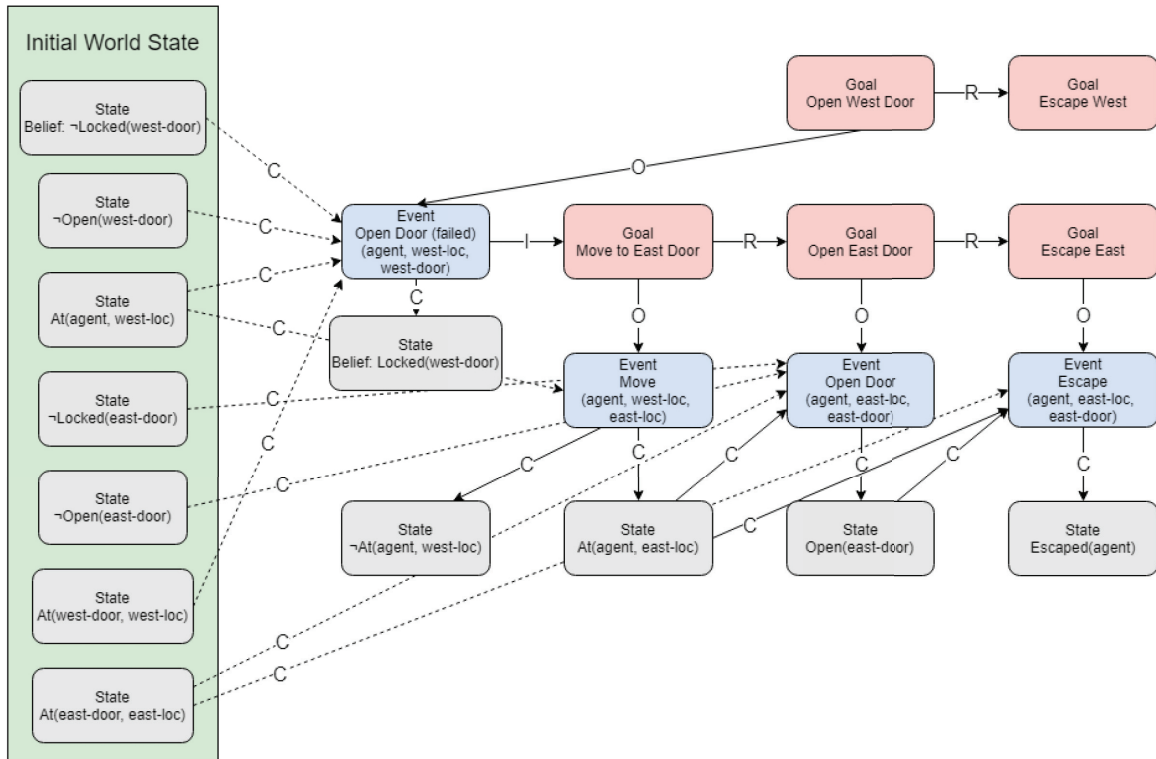 Initial World State
State
Belief: ¬Locked(west-door)
State
¬Open(west-door)
State
At(agent, west-loc)
State
¬Locked(east-door)
State
¬Open(east-door)
State
At(west-door, west-loc)
State
At(east-door, east-loc)
C
C
C
C
C
C
C
C
C
Goal
Open West Door
R
Goal
Escape West
O
Event
Open Door (failed)
(agent, west-loc,
west-door)
I
Goal
Move to East Door
R
Goal
Open East Door
R
Goal
Escape East
C
O
O
O
State
Belief: Locked(west-door)
Event
Move
(agent, west-loc,
east-loc)
Event
Open Door
(agent, east-loc,
east-door)
Event
Escape
(agent, east-loc,
east-door)
C
C
C
C
C
C
C
State
¬At(agent, west-loc)
State
At(agent, east-loc)
State
Open(east-door)
State
Escaped(agent)